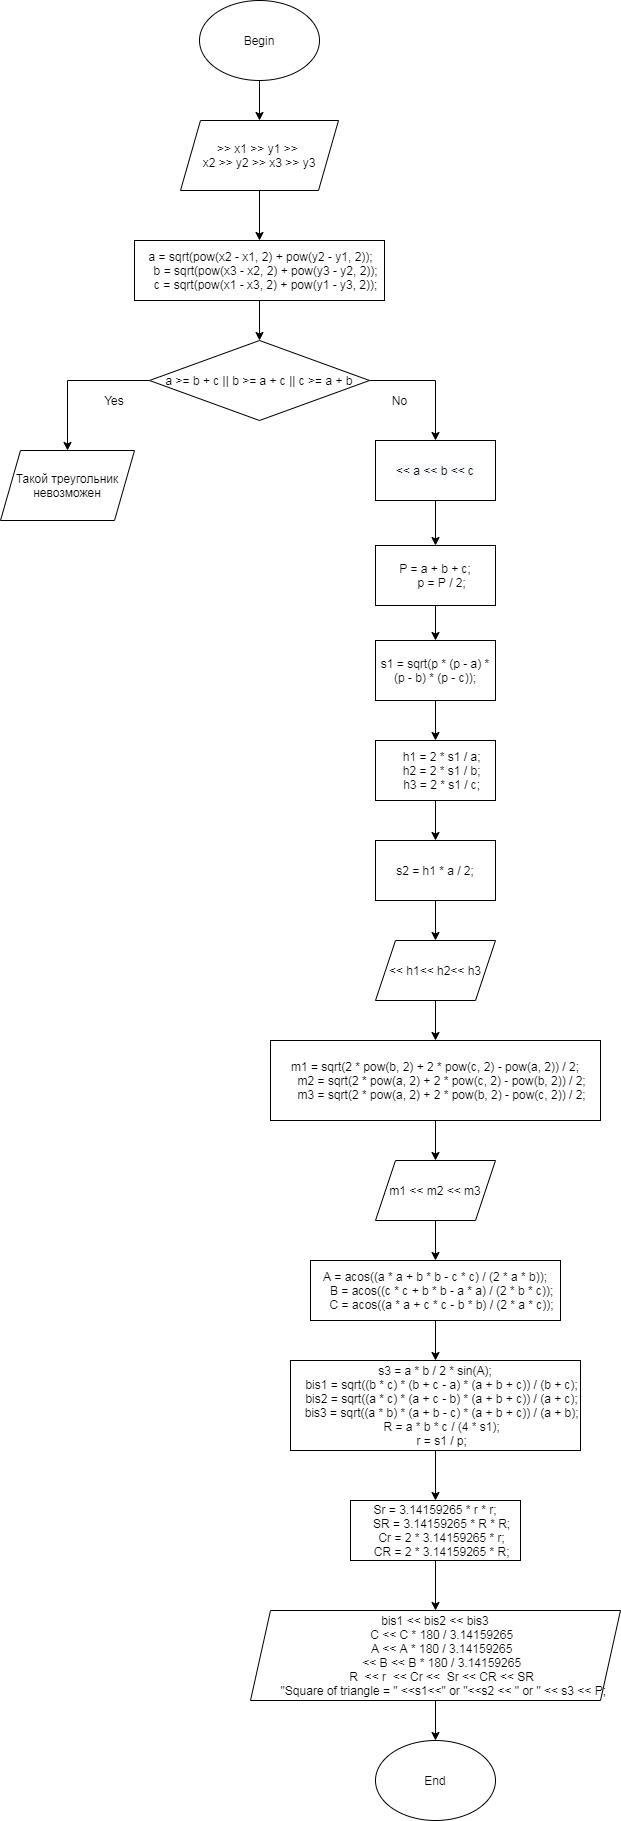 Begin
>> x1 >> y1 >>
x2 >> y2 >> x3 >> y3
a = sqrt(pow(x2 - x1, 2) + pow(y2 - y1, 2));
b = sqrt(pow(x3 - x2, 2) + pow(y3 - y2, 2));
c = sqrt(pow(x1 - x3, 2) + pow(y1 - y3, 2));
a >= b + c || b >= a + c || c >= a + b
Yes
No
Такой треугольник
невозможен
<< a << b << c
P = a + b + c;
p = P / 2;
s1 = sqrt(p * (p - a) *
(p - b) * (p - c));
h1 = 2 * s1 / a;
h2 = 2 * s1 / b;
h3 = 2 * s1 / c;
s2 = h1 * a / 2;
<< h1<< h2<< h3
m1 = sqrt(2 * pow(b, 2) + 2 * pow(c, 2) - pow(a, 2)) / 2;
m2 = sqrt(2 * pow(a, 2) + 2 * pow(c, 2) - pow(b, 2)) / 2;
m3 = sqrt(2 * pow(a, 2) + 2 * pow(b, 2) - pow(c, 2)) / 2;
m1 << m2 << m3
A = acos((a * a + b * b - c * c) / (2 * a * b));
B = acos((c * c + b * b - a * a) / (2 * b * c));
C = acos((a * a + c * c - b * b) / (2 * a * c));
s3 = a * b / 2 * sin(A);
bis1 = sqrt((b * c) * (b + c - a) * (a + b + c)) / (b + c);
bis2 = sqrt((a * c) * (a + c - b) * (a + b + c)) / (a + c);
bis3 = sqrt((a * b) * (a + b - c) * (a + b + c)) / (a + b);
R = a * b * c / (4 * s1);
r = s1 / p;
Sr = 3.14159265 * r * r;
SR = 3.14159265 * R * R;
Cr = 2 * 3.14159265 * r;
CR = 2 * 3.14159265 * R;
bis1 << bis2 << bis3
C << C * 180 / 3.14159265
A << A * 180 / 3.14159265
<< B << B * 180 / 3.14159265
R << r << Cr << Sr << CR << SR
"Square of triangle = " <<s1<<" or "<<s2 << " or " << s3 << P;
End